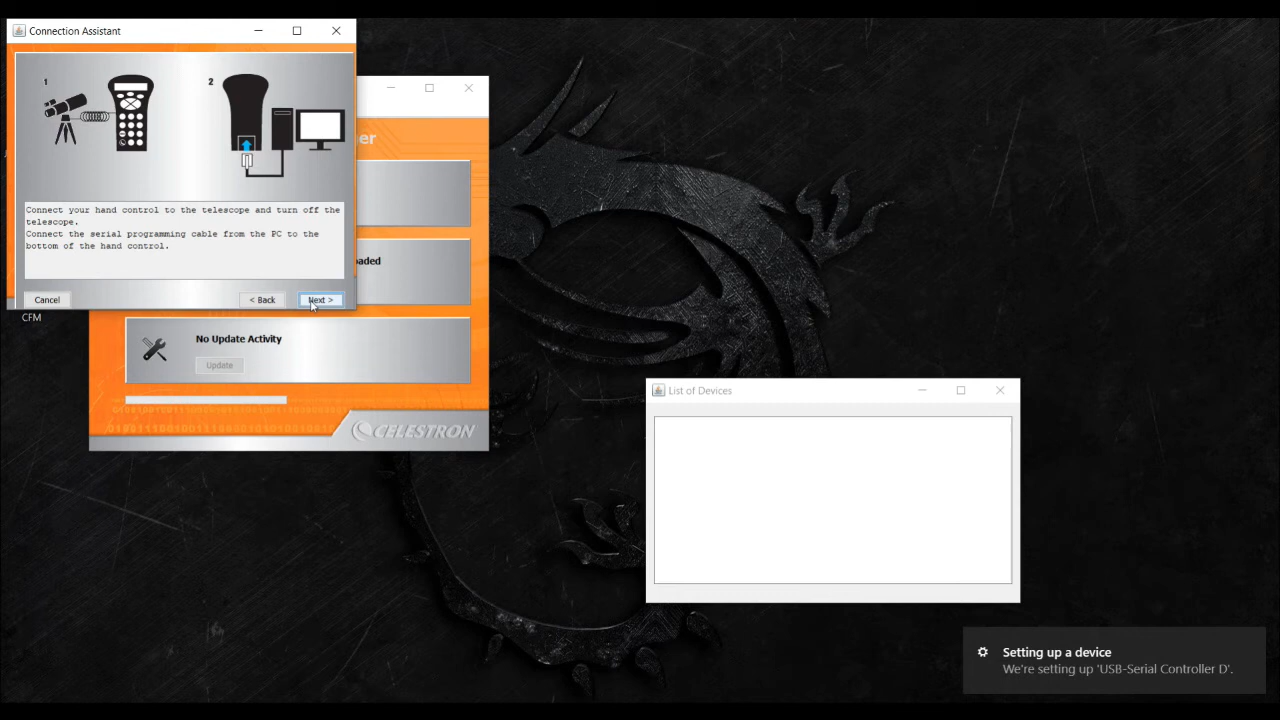 Connection Assistant
1
2
Connect your hand control to the telescope and turn off the
telescope.
Connect the serial programming cable from the PC to the
bottom of the hand control.
Cancel
< Back
Next >
CFM
er
oaded
No Update Activity
Update
CELESTRON
List of Devices
Setting up a device
We're setting up 'USB-Serial Controller D'.